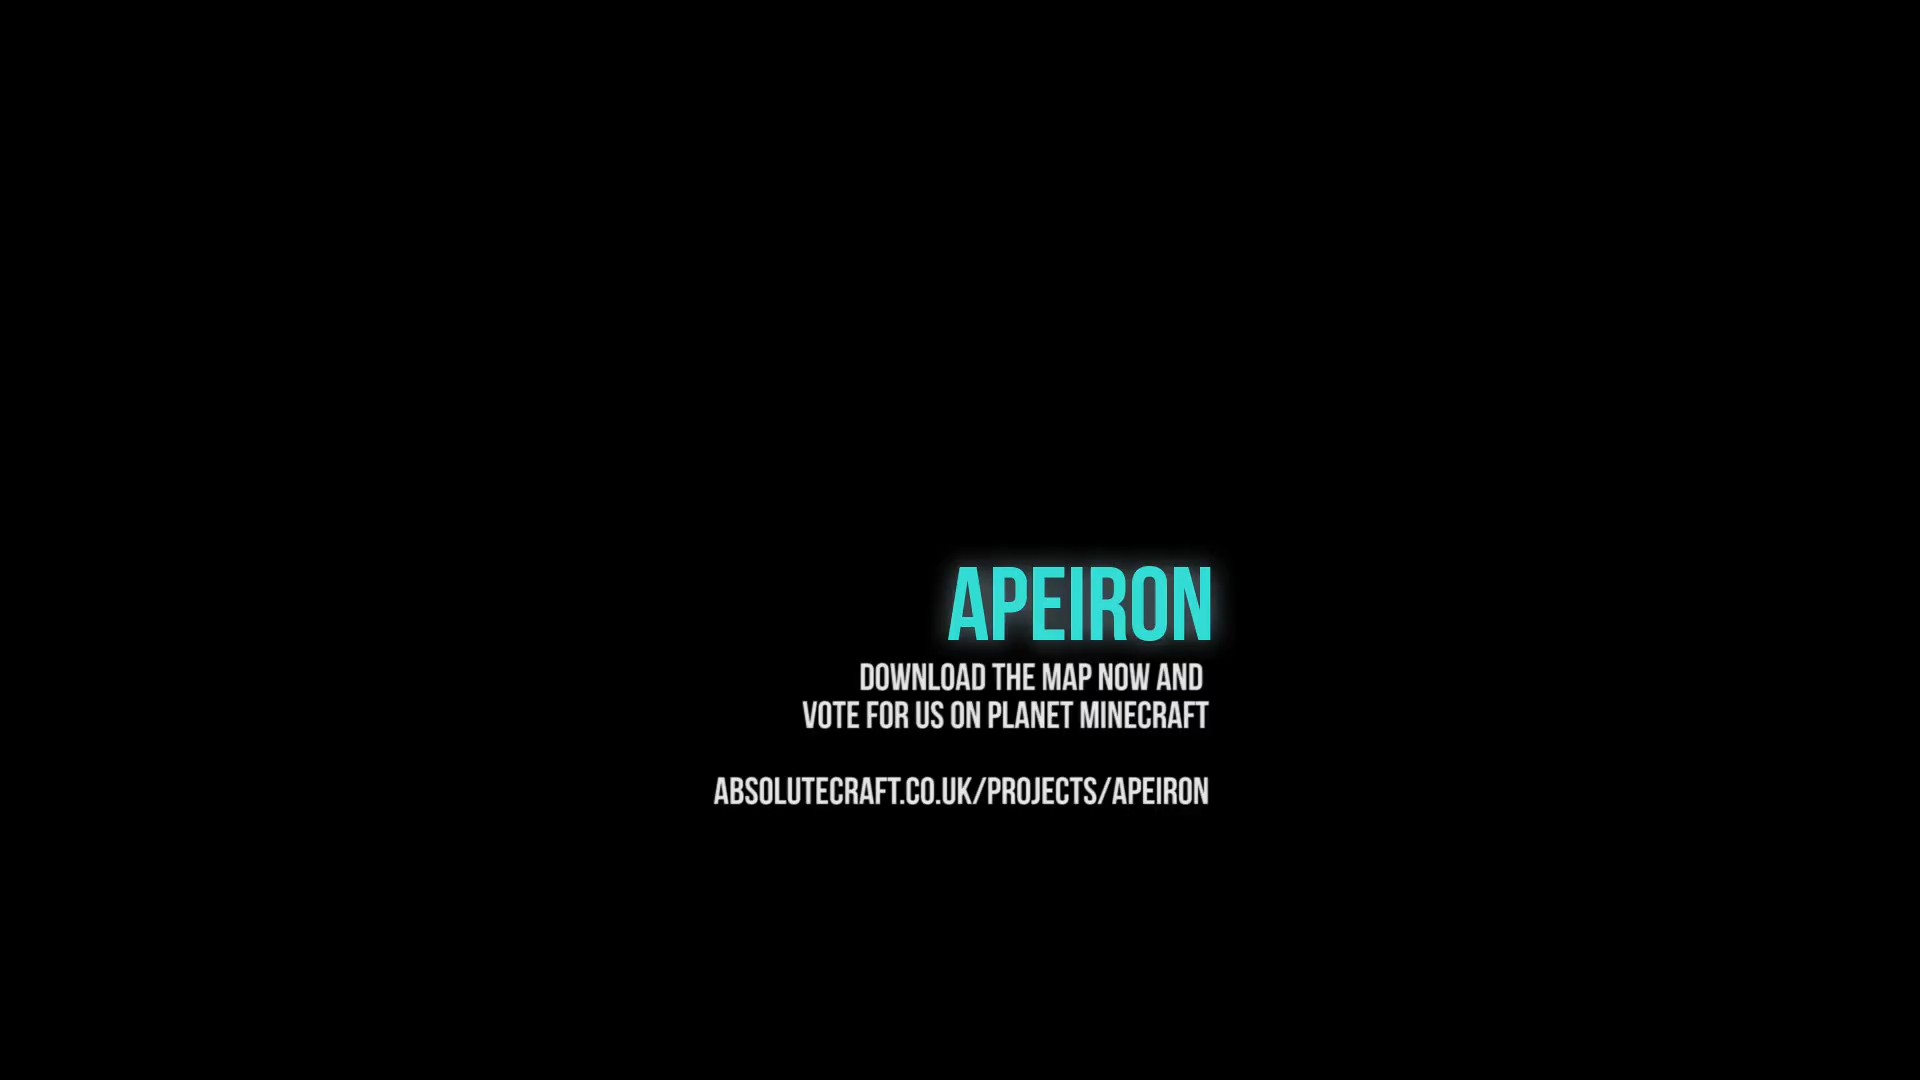 APEIRON
DOWNLOAD THE MAP NOW AND
VOTE FOR US ON PLANET MINECRAFT
ABSOLUTECRAFT.CO.UK/PROJECTS/APEIRON